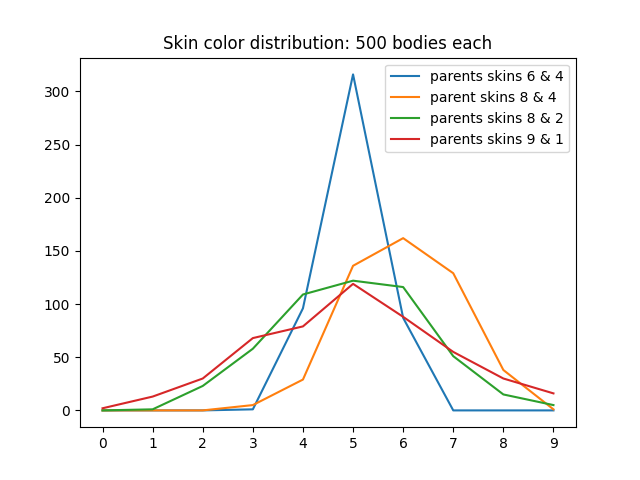 Skin color distribution: 500 bodies each
parents skins 6 & 4
parent skins 8 & 4
parents skins 8 & 2
parents skins 9 & 1
300
250
200
150
100
50
0
0 1 2 3 4 5 6 7 8 9